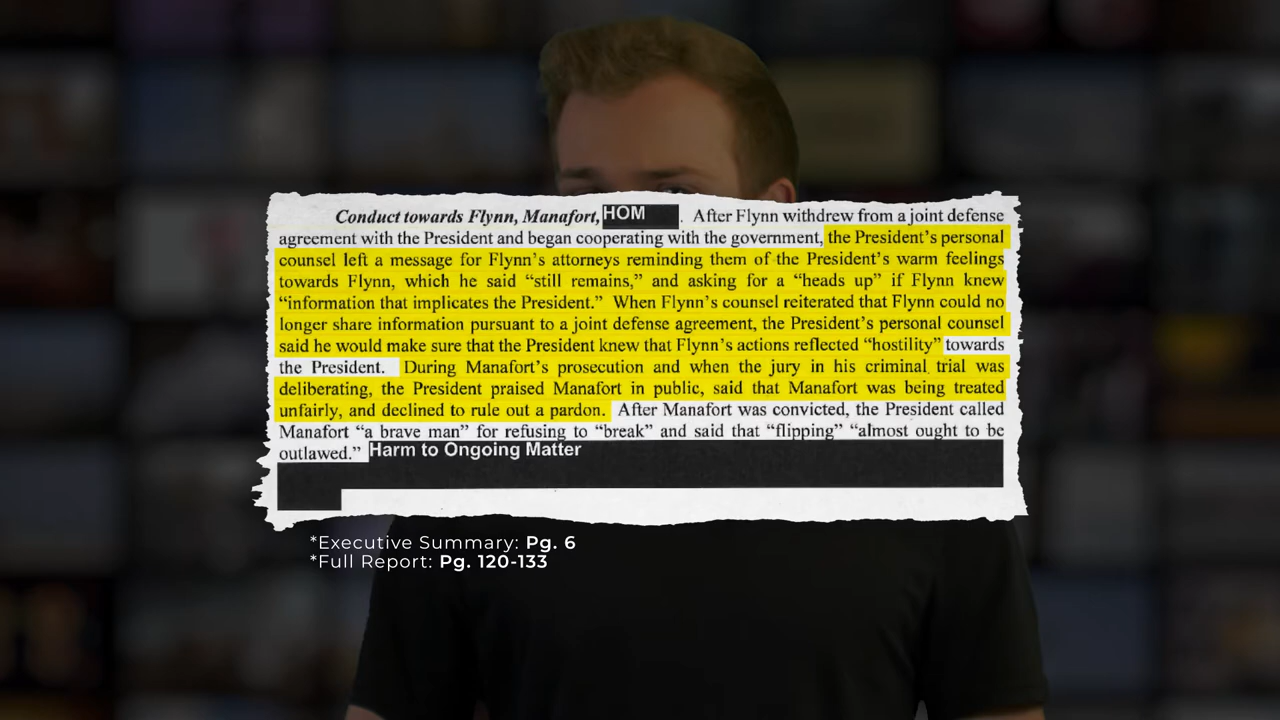 Conduct towards Flynn, Manafort, HOM . After Flynn withdrew from a joint defense
agreement with the President and began cooperating with the government, the President's personal
counsel left a message for Flynn's attorneys reminding them of the President's warm feelings
towards Flynn, which he said “still remains,” and asking for a “heads up” if Flynn knew
“information that implicates the President.” When Flynn's counsel reiterated that Flynn could no
longer share information pursuant to a joint defense agreement, the President's personal counsel
said he would make sure that the President knew that Flynn's actions reflected “hostility” towards
the President. During Manafort's prosecution and when the jury in his criminal trial was
deliberating, the President praised Manafort in public, said that Manafort was being treated
unfairly, and declined to rule out a pardon. After Manafort was convicted, the President called
Manafort “a brave man” for refusing to “break” and said that “flipping” “almost ought to be
outlawed.” Harm to Ongoing Matter
*Executive Summary: Pg. 6
*Full Report: Pg. 120-133